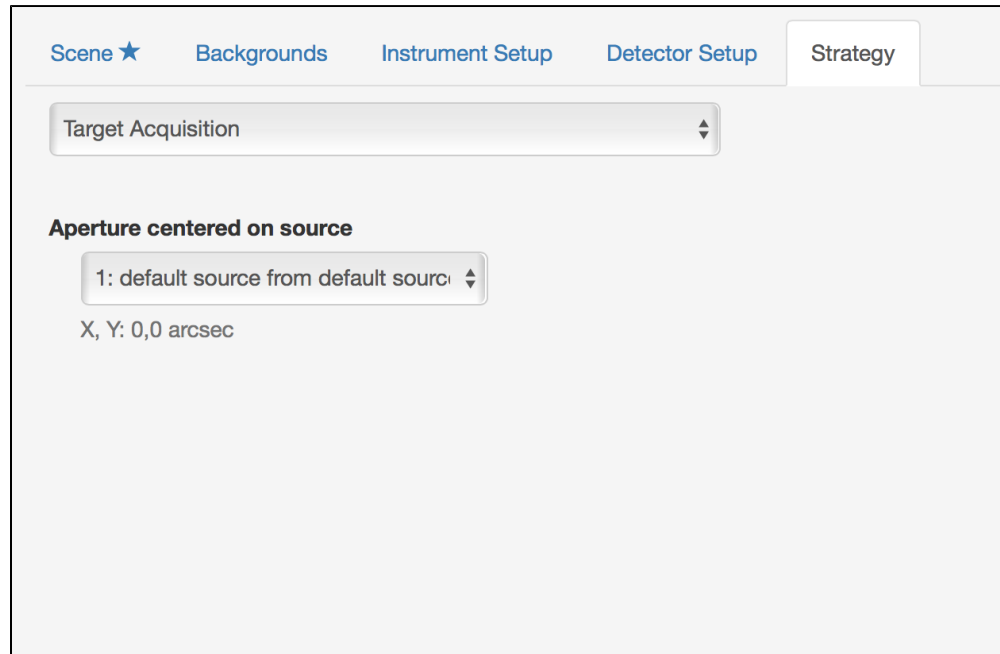 Scene ★ Backgrounds Instrument Setup Detector Setup Strategy
Target Acquisition
Aperture centered on source
1: default source from default sourc
X, Y: 0,0 arcsec